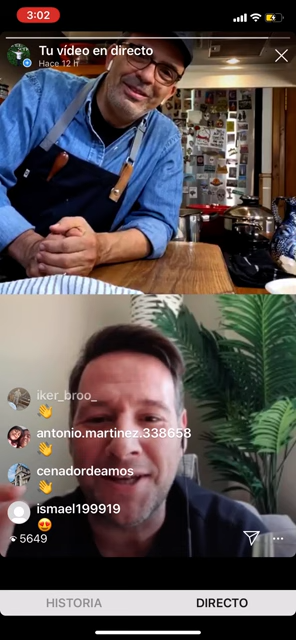 3:02
Tu vídeo en directo
Hace 12 h
iker_broo_
antonio.martinez.338658
cenadordeamos
ismael199919
5649
HISTORIA
DIRECTO